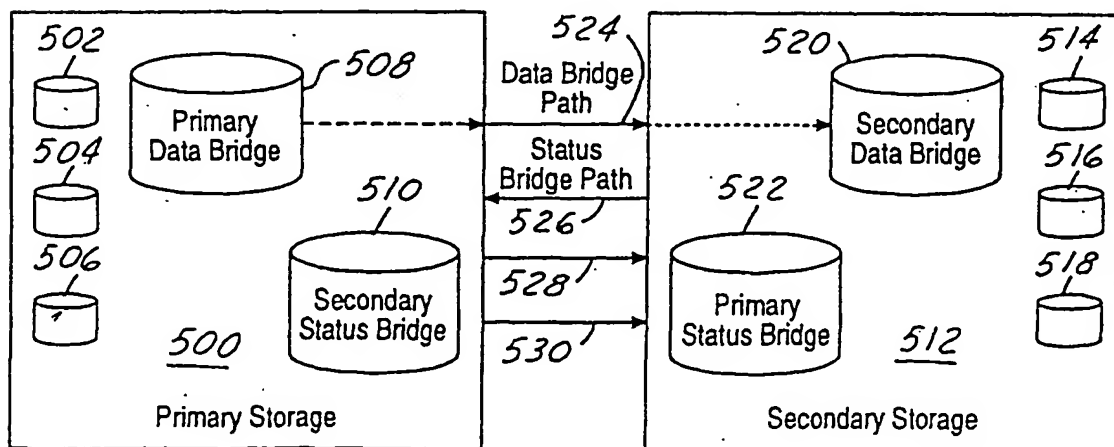 502
508
524
520
514
Primary
Data Bridge
Data Bridge
Path
Secondary
Data Bridge
504
510
Status
Bridge Path
522
516
526
506
518
Secondary
Status Bridge
528
Primary
Status Bridge
500
530
512
Primary Storage
Secondary Storage